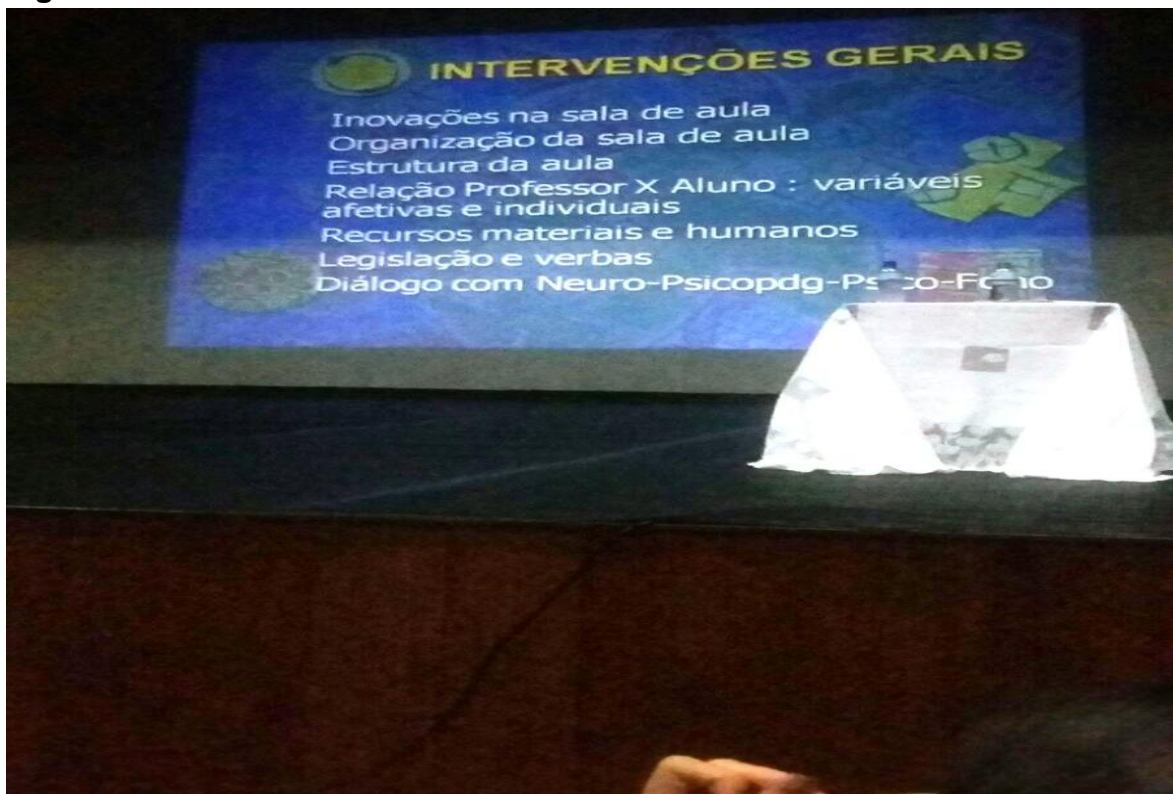 INTERVENÇÕES GERAIS
Inovações na sala de aula
Organização da sala de aula
Estrutura da aula
Relação Professor X Aluno : variáveis
afetivas e individuais
Recursos materiais e humanos
Legislação e verbas
Diálogo com Neuro-Psicopdg-